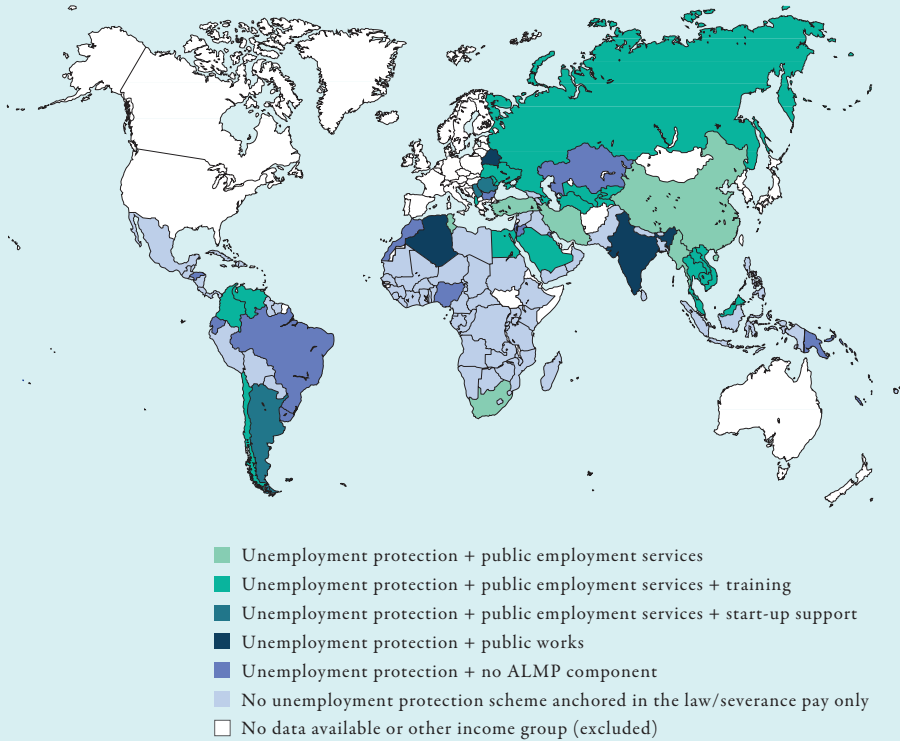 Unemployment protection + public employment services
Unemployment protection + public employment services + training
Unemployment protection + public employment services + start-up support
Unemployment protection + public works
Unemployment protection + no ALMP component
No unemployment protection scheme anchored in the law/severance pay only
No data available or other income group (excluded)